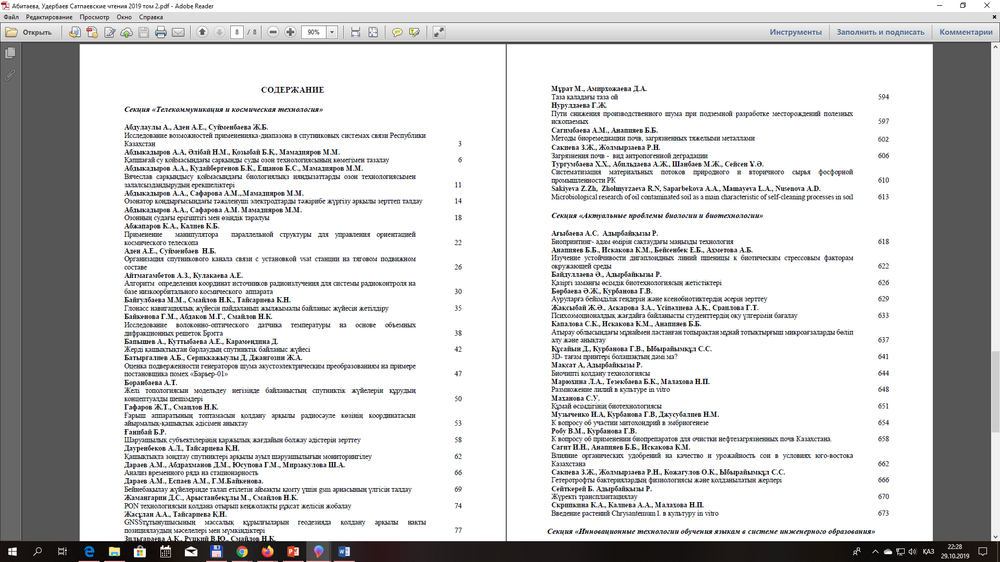 Абитаева, Удербаев Сатпаевские чтения 2019 том 2.pdf - Adobe Reader
Файл Редактирование Просмотр Окно Справка
Открыть 8 / 8 90% Инструменты Заполнить и подписать Комментарии
СОДЕРЖАНИЕ
Секция «Телекоммуникация и космическая технология»
Абдулаулы А., Аден А.Е., Суйменбаева Ж.Б.
Исследование возможностей примененияка-диапазона в спутниковых системах связи Республики
Казахстан 3
Абдыкадыров А.А, Әлібай Н.М., Қозыбай Б.Қ., Мамадияров М.М.
Қапшағай су қоймасындағы сарқынды суды озон технологиясының көмегімен тазалау 6
Абдыкадыров А.А., Кудайбергенов Б.К., Ещанов Б.С., Мамадияров М.М.
Вячеслав сарқындысу қоймасындағы биологиялықз ияндызаттарды озон технологиясымен
залалсыздандырудың ерекшеліктері 11
Абдыкадыров А.А., Сафарова А.М.,.Мамадияров М.М.
Озонатор қондырғысындағы тәжіленуші электродтарды тәжірибе жүргізу арқылы зерттеп талдау 14
Абдыкадыров А.А., Сафарова А.М. Мамадияров М.М.
Озонның судағы ерігіштігі мен өзіндік таралуы 18
Абжапаров К.А., Калиев К.Б.
Применение манипулятора параллельной структуры для управления ориентацией
космического телескопа 22
Аден А.Е., Суйменбаев Н.Б.
Организация спутникового канала связи с установкой vsat станции на тяговом подвижном
составе 26
Айтмагамбетов А.З., Кулакаева А.Е.
Алгоритм определения координат источников радиоизлучения для системы радиоконтроля на
базе низкоорбитального космического аппарата 30
Байгулбаева М.М., Смайлов Н.К., Тайсариева К.Н.
Глонасс навигациялық жүйесін пайдаланып жылжымалы байланыс жүйесін жетілдіру 35
Байкенова Г.М., Абдаков М.Г., Смайлов Н.К.
Исследование волоконно-оптического датчика температуры на основе объемных
дифракционных решеток Брэгга 38
Бапышев А., Куттыбаева А.Е., Карамендина Д.
Жерді қашықтықтан барлаудың спутниктік байланыс жүйесі 42
Батыргалиев А.Б., Сериккажыулы Д, Джангозин Ж.А.
Оценка подверженности генераторов шума акустоэлектрическим преобразованиям на примере
постановщика помех «Барьер-01» 47
Боранбаева А.Т.
Желі топологиясын модельдеу негізінде байланыстың спутниктік жүйелерін құрудың
концептуалды шешімдері 50
Гафаров Ж.Т., Смаилов Н.К.
Ғарыш аппаратының топтамасын қолдану арқылы радиосәуле көзінің координатасын
айырмалық-қашықтық әдісімен анықтау 53
Ғанибай Б.Р.
Шаруашылық субъектілерінің қаржылық жағдайын болжау әдістерін зерттеу 58
Дауренбеков А.Л., Тайсариева Қ.Н.
Қашықтықта зондтау спутниктері арқылы ауыл шаруашылығын мониторингілеу 62
Дараев А.М., Абдрахманов Д.М., Юсупова Г.М., Мирзакулова Ш.А.
Анализ временного ряда на стационарность 66
Дараев А.М., Еспаев А.М., Г.М.Байкенова.
Бейнебақылау жүйелерінде талап етілетін аймақты қамту үшін gsm арнасының үлгісін талдау 69
Жамангарин Д.С., Арыстанбекұлы М., Смайлов Н.К.
PON технологиясын қолдана отырып кеңжолақты рұқсат желісін жобалау 74
Жасұлан А.А., Тайсариева Қ.Н.
GNSSтұтынушысының массалық құрылғыларын геодезияда қолдану арқылы нақты
позициялаудың мәселелері мен мүмкіндіктері 77
Зильгараева А.К., Руцкий В.Ю., Смайлов Н.К.
Мұрат М., Амирхожаева Д.А.
Таза қаладағы таза ой 594
Нурулдаева Г.Ж.
Пути снижения производственного шума при подземной разработке месторождений полезных
ископаемых 597
Сагимбаева А.М., Анапияев Б.Б.
Методы биоремедиации почв, загрязненных тяжелыми металлами 602
Сакиева З.Ж., Жолмырзаева Р.Н.
Загрязнения почв - вид антропогенной деградации 606
Тургумбаева Х.Х., Абильдаева А.Ж., Шанбаев М.Ж., Сейсен Ұ.Ә.
Систематизация материальных потоков природного и вторичного сырья фосфорной
промышленности РК 610
Sakiyeva Z.Zh, Zholmyrzaeva R.N, Saparbekova A.A., Mamayeva L.A., Nusenova A.D.
Microbiological research of oil contaminated soil as a main characteristic of self-cleaning processes in soil 613
Секция «Актуальные проблемы биологии и биотехнологии»
Ағыбаева А.С. Адырбайқызы Р.
Биопринтинг- адам өмірін сақтаудағы маңызды технология 618
Анапияев Б.Б., Искакова К.М., Бейсенбек Е.Б., Ахметова А.Б.
Изучение устойчивости дигаплоидных линий пшеницы к биотическим стрессовым факторам
окружающей среды 622
Байдуллаева Ә., Адырбайқызы Р.
Қазіргі заманғы өсімдік биотехнологиясың жетістіктері 626
Бөрбаева Ә.Ж., Курбанова Г.В.
Ауруларға бейімділік гендерін және ксенобиотиктердің әсерін зерттеу 629
Жақсыбай Ж.Ә., Асқарова З.А., Үсіпәлиева А.Қ., Сраилова Г.Т.
Психоэмоционалдық жағдайға байланысты студенттердің оқу үлгерімін бағалау 633
Капалова С.К., Искакова К.М., Анапияев Б.Б.
Атырау облысындағы мұнаймен ластанған топырақтан мұнай тотықтырғыш микроағзаларды бөліп
алу және анықтау 637
Құсайын Д., Курбанова Г.В., Ыбырайымқұл С.С.
3D- тағам принтері болашақтың дәмі ма? 641
Мақсат А, Адырбайқызы Р.
Биочипті қолдану технологиясы 644
Марюхина Л.А., Тезекбаева Б.К., Малахова Н.П.
Размножение лилий в культуре in vitro 648
Маханова С.У.
Құмай өсімдігінің биотехнологиясы 651
Музыченко И.А, Курбанова Г.В, Джусубалиев Н.М.
К вопросу об участии митохондрий в эмбриогенезе 654
Робу В.М., Курбанова Г.В.
К вопросу об применении биопрепаратов для очистки нефтезагрязненных почв Казахстана. 658
Сагит И.Н., Анапияев Б.Б., Искакова К.М.
Влияние органических удобрений на качество и урожайность сои в условиях юго-востока
Казахстана 662
Сакиева З.Ж., Жолмырзаева Р.Н., Кожагулов О.К., Ыбырайымқұл С.С.
Гетеротрофты бактериялардың физиологиясы және қолданылатын жерлері 666
Сейткерей Б. Адырбайқызы Р.
Жүректі трансплантациялау 670
Скрипкина К.А., Калиева А.А., Малахова Н.П.
Введение растений Chrysantemum l. в культуру in vitro 673
Секция «Инновационные технологии обучения языкам в системе инженерного образования»
ҚАЗ 22:28
29.10.2019